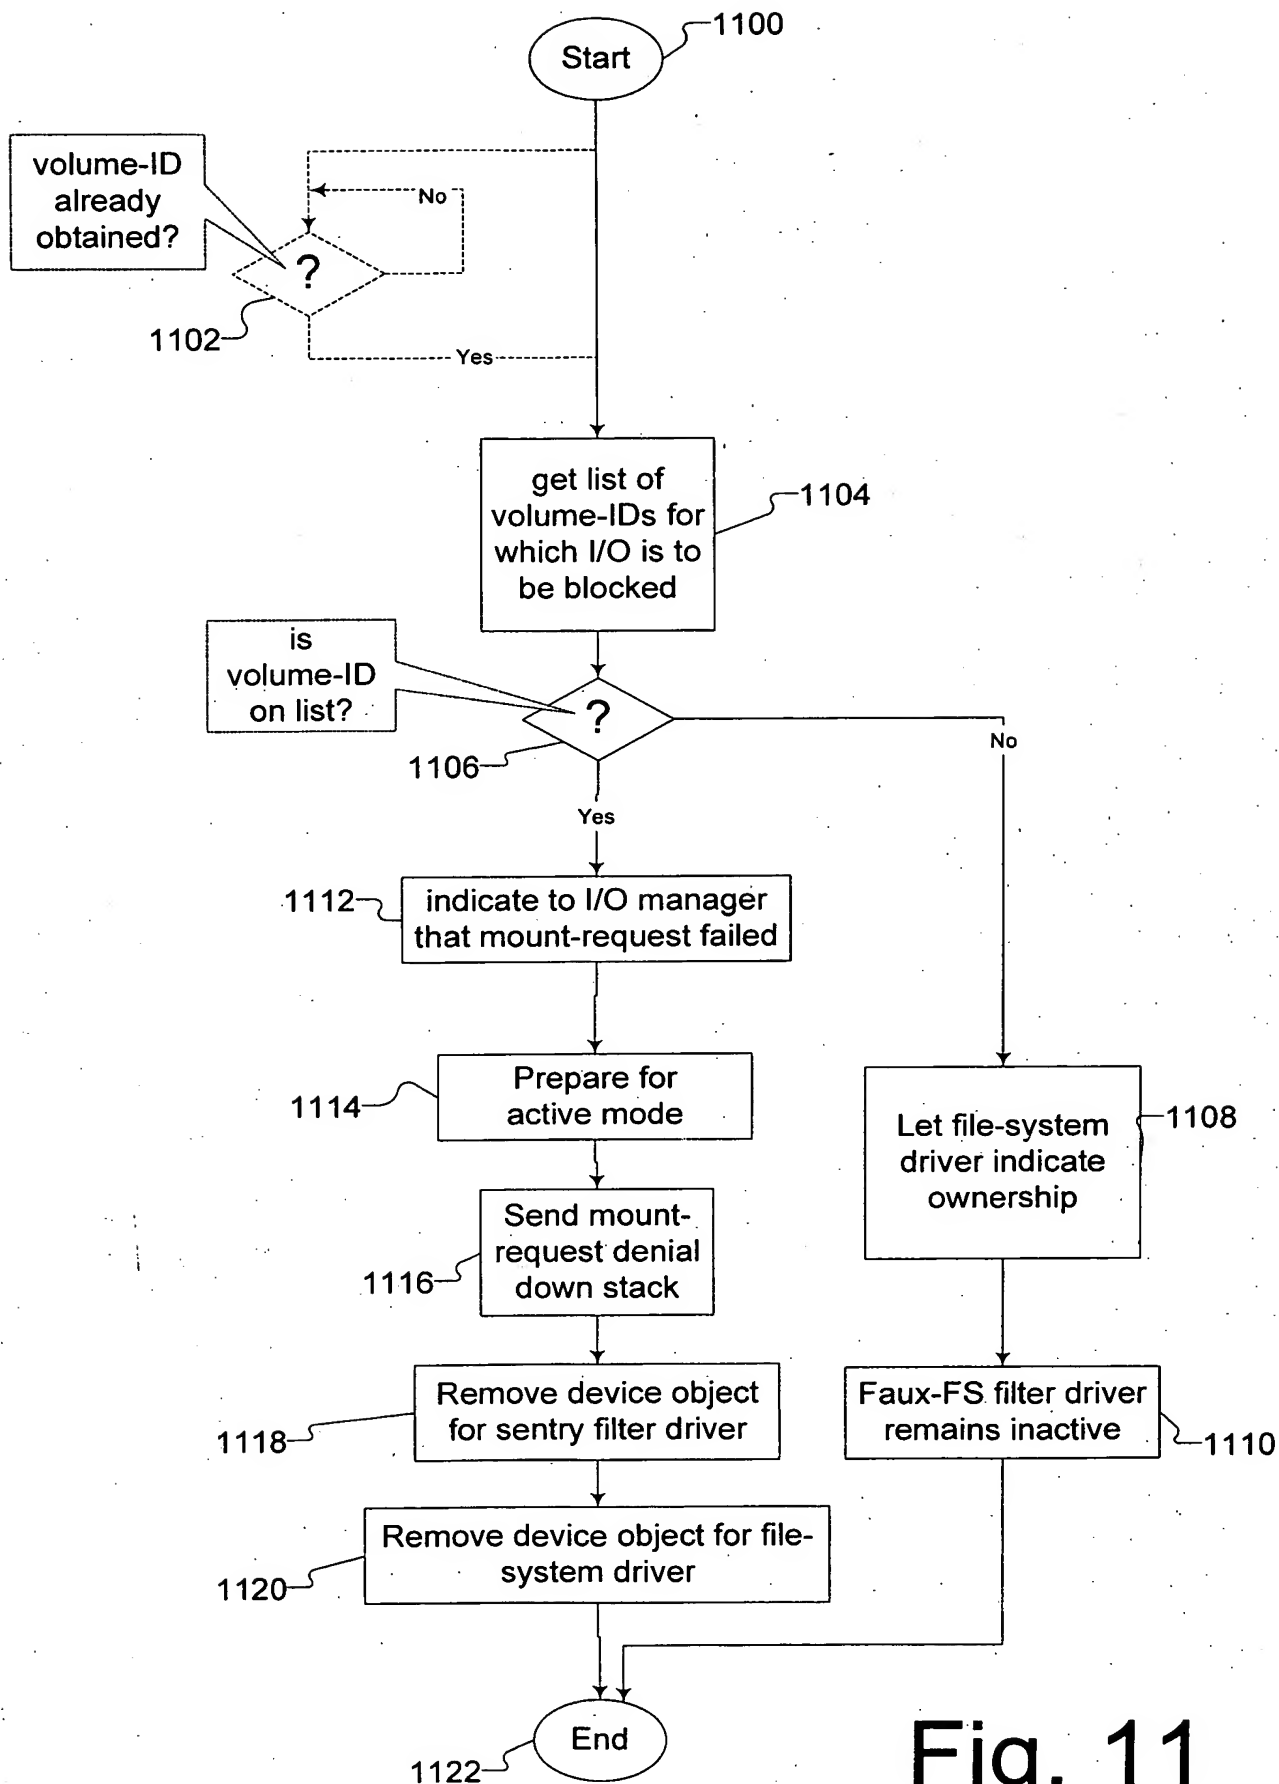 1100
Start
volume-ID
already
obtained?
No
?
1102
Yes
get list of
volume-IDs for
which I/O is to
be blocked
1104
is
volume-ID
on list?
?
1106
No
Yes
1112
indicate to I/O manager
that mount-request failed
1114
Prepare for
active mode
Let file-system
driver indicate
ownership
1108
Send mount-
request denial
down stack
1116
Remove device object
for sentry filter driver
1118
Faux-FS filter driver
remains inactive
1110
Remove device object for file-
system driver
1120
End
1122
Fig. 11